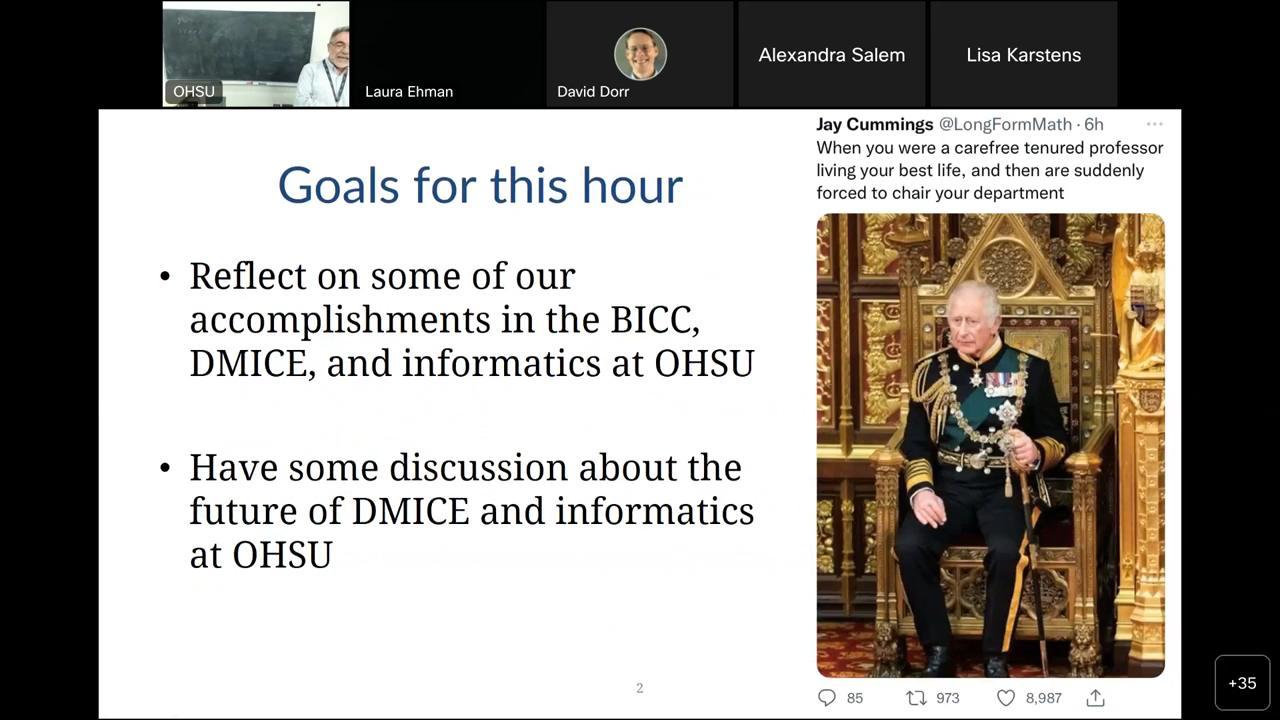 OHSU
Laura Ehman
David Dorr
Alexandra Salem
Lisa Karstens
Goals for this hour
• Reflect on some of our
accomplishments in the BICC,
DMICE, and informatics at OHSU
• Have some discussion about the
future of DMICE and informatics
at OHSU
2
Jay Cummings @LongFormMath · 6h
When you were a carefree tenured professor
living your best life, and then are suddenly
forced to chair your department
85 973 8,987
+35